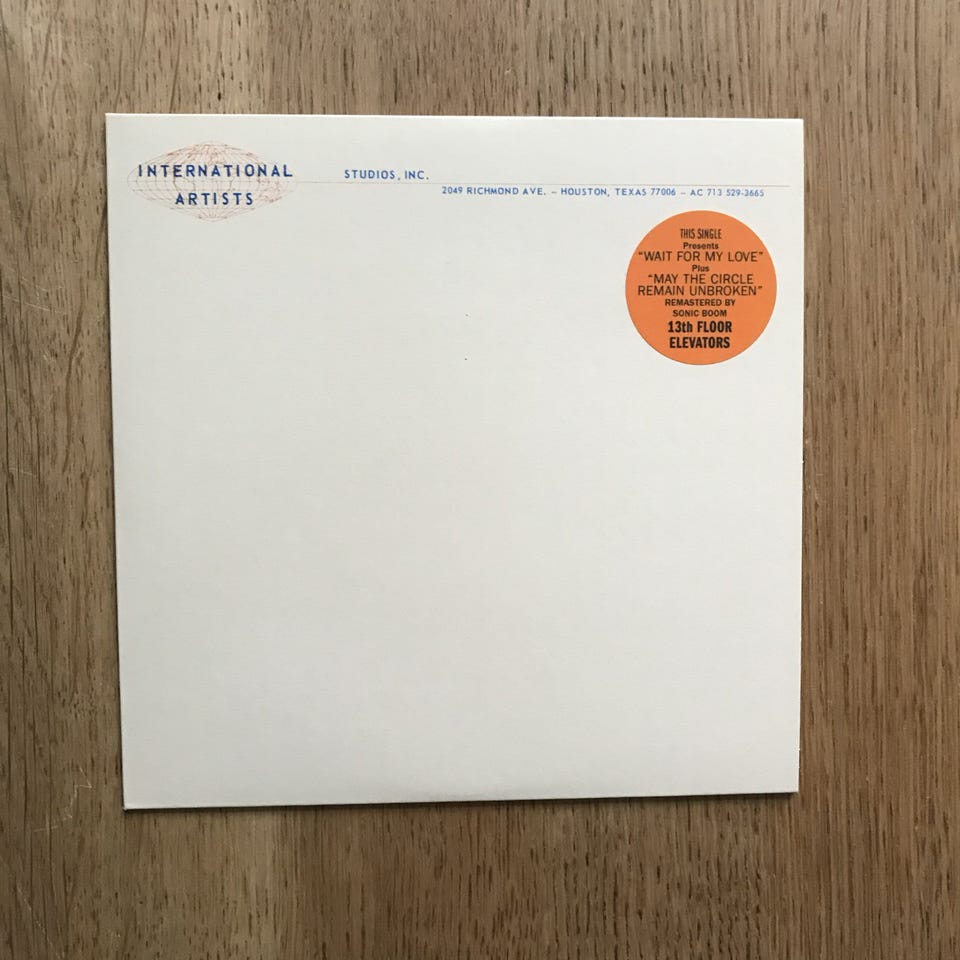 INTERNATIONAL
ARTISTS
STUDIOS, INC.
2049 RICHMOND AVE. – HOUSTON, TEXAS 77006 – AC 713 529-3665
THIS SINGLE
Presents
“WAIT FOR MY LOVE”
Plus
“MAY THE CIRCLE
REMAIN UNBROKEN”
REMASTERED BY
SONIC BOOM
13th FLOOR
ELEVATORS